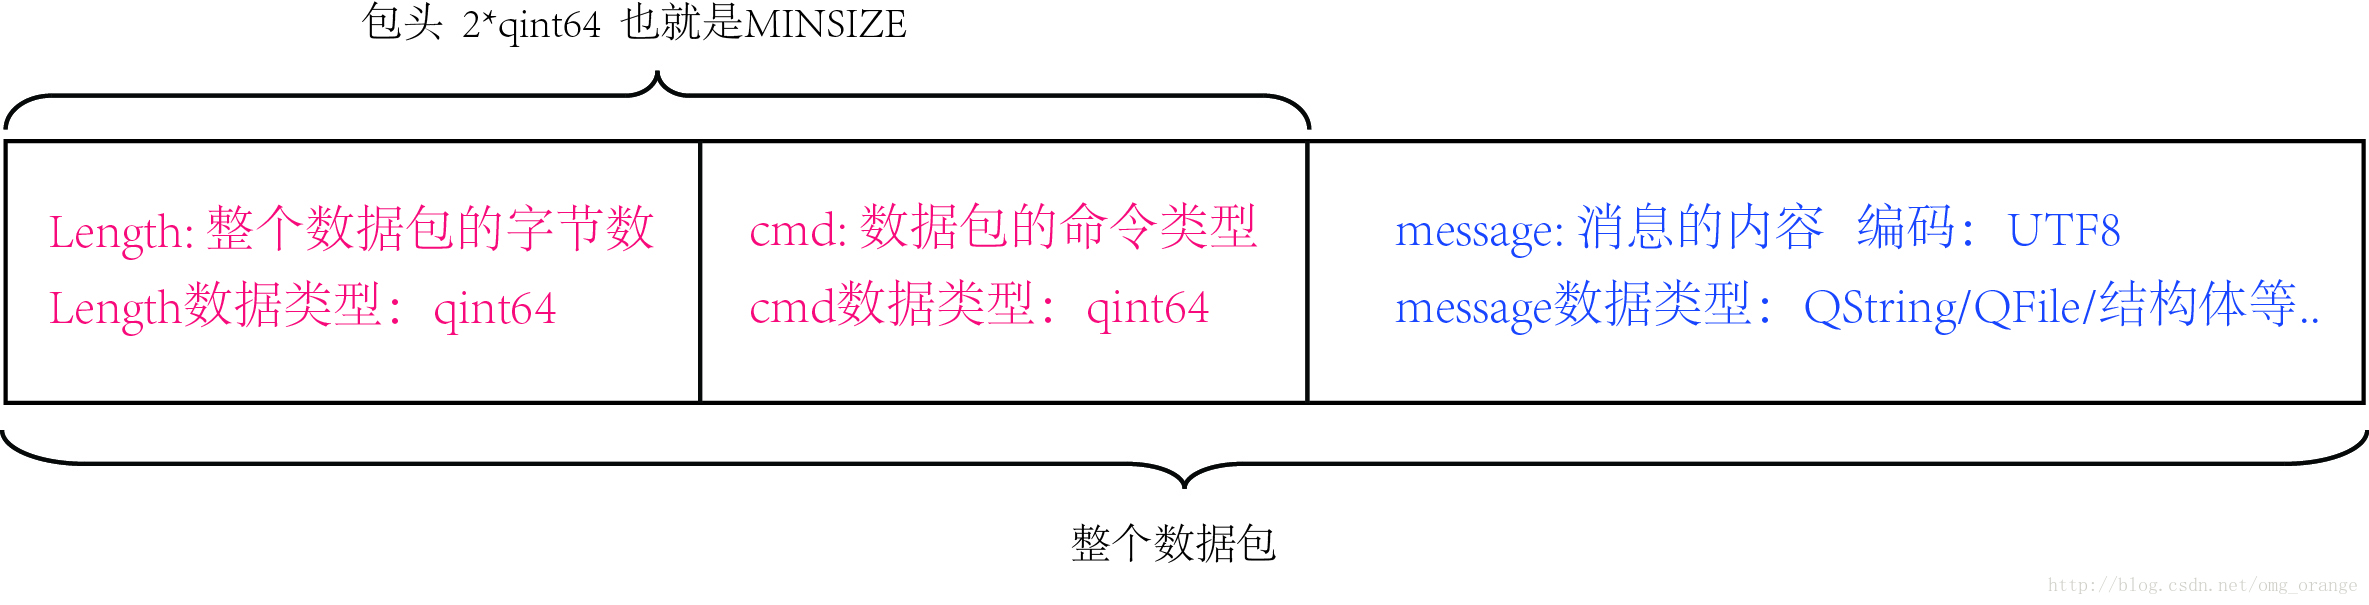 包头 2*qint64 也就是MINSIZE
Length: 整个数据包的字节数
Length数据类型：qint64
cmd: 数据包的命令类型
cmd数据类型：qint64
message: 消息的内容 编码：UTF8
message数据类型：QString/QFile/结构体等..
整个数据包
http://blog.csdn.net/omg_orange